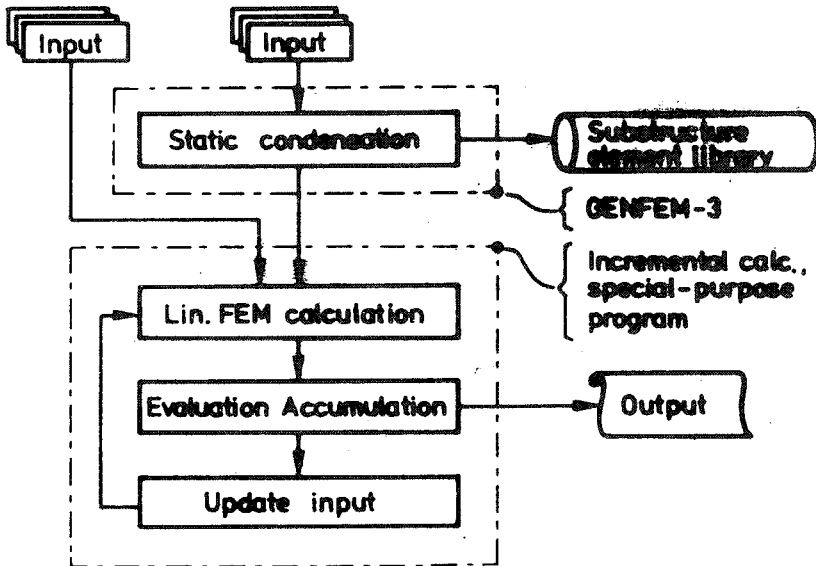 Input
Input
Static condensation
Substructure
element library
GENFEM-3
Incremental calc.,
special-purpose
program
Lin. FEM calculation
Evaluation Accumulation
Output
Update input